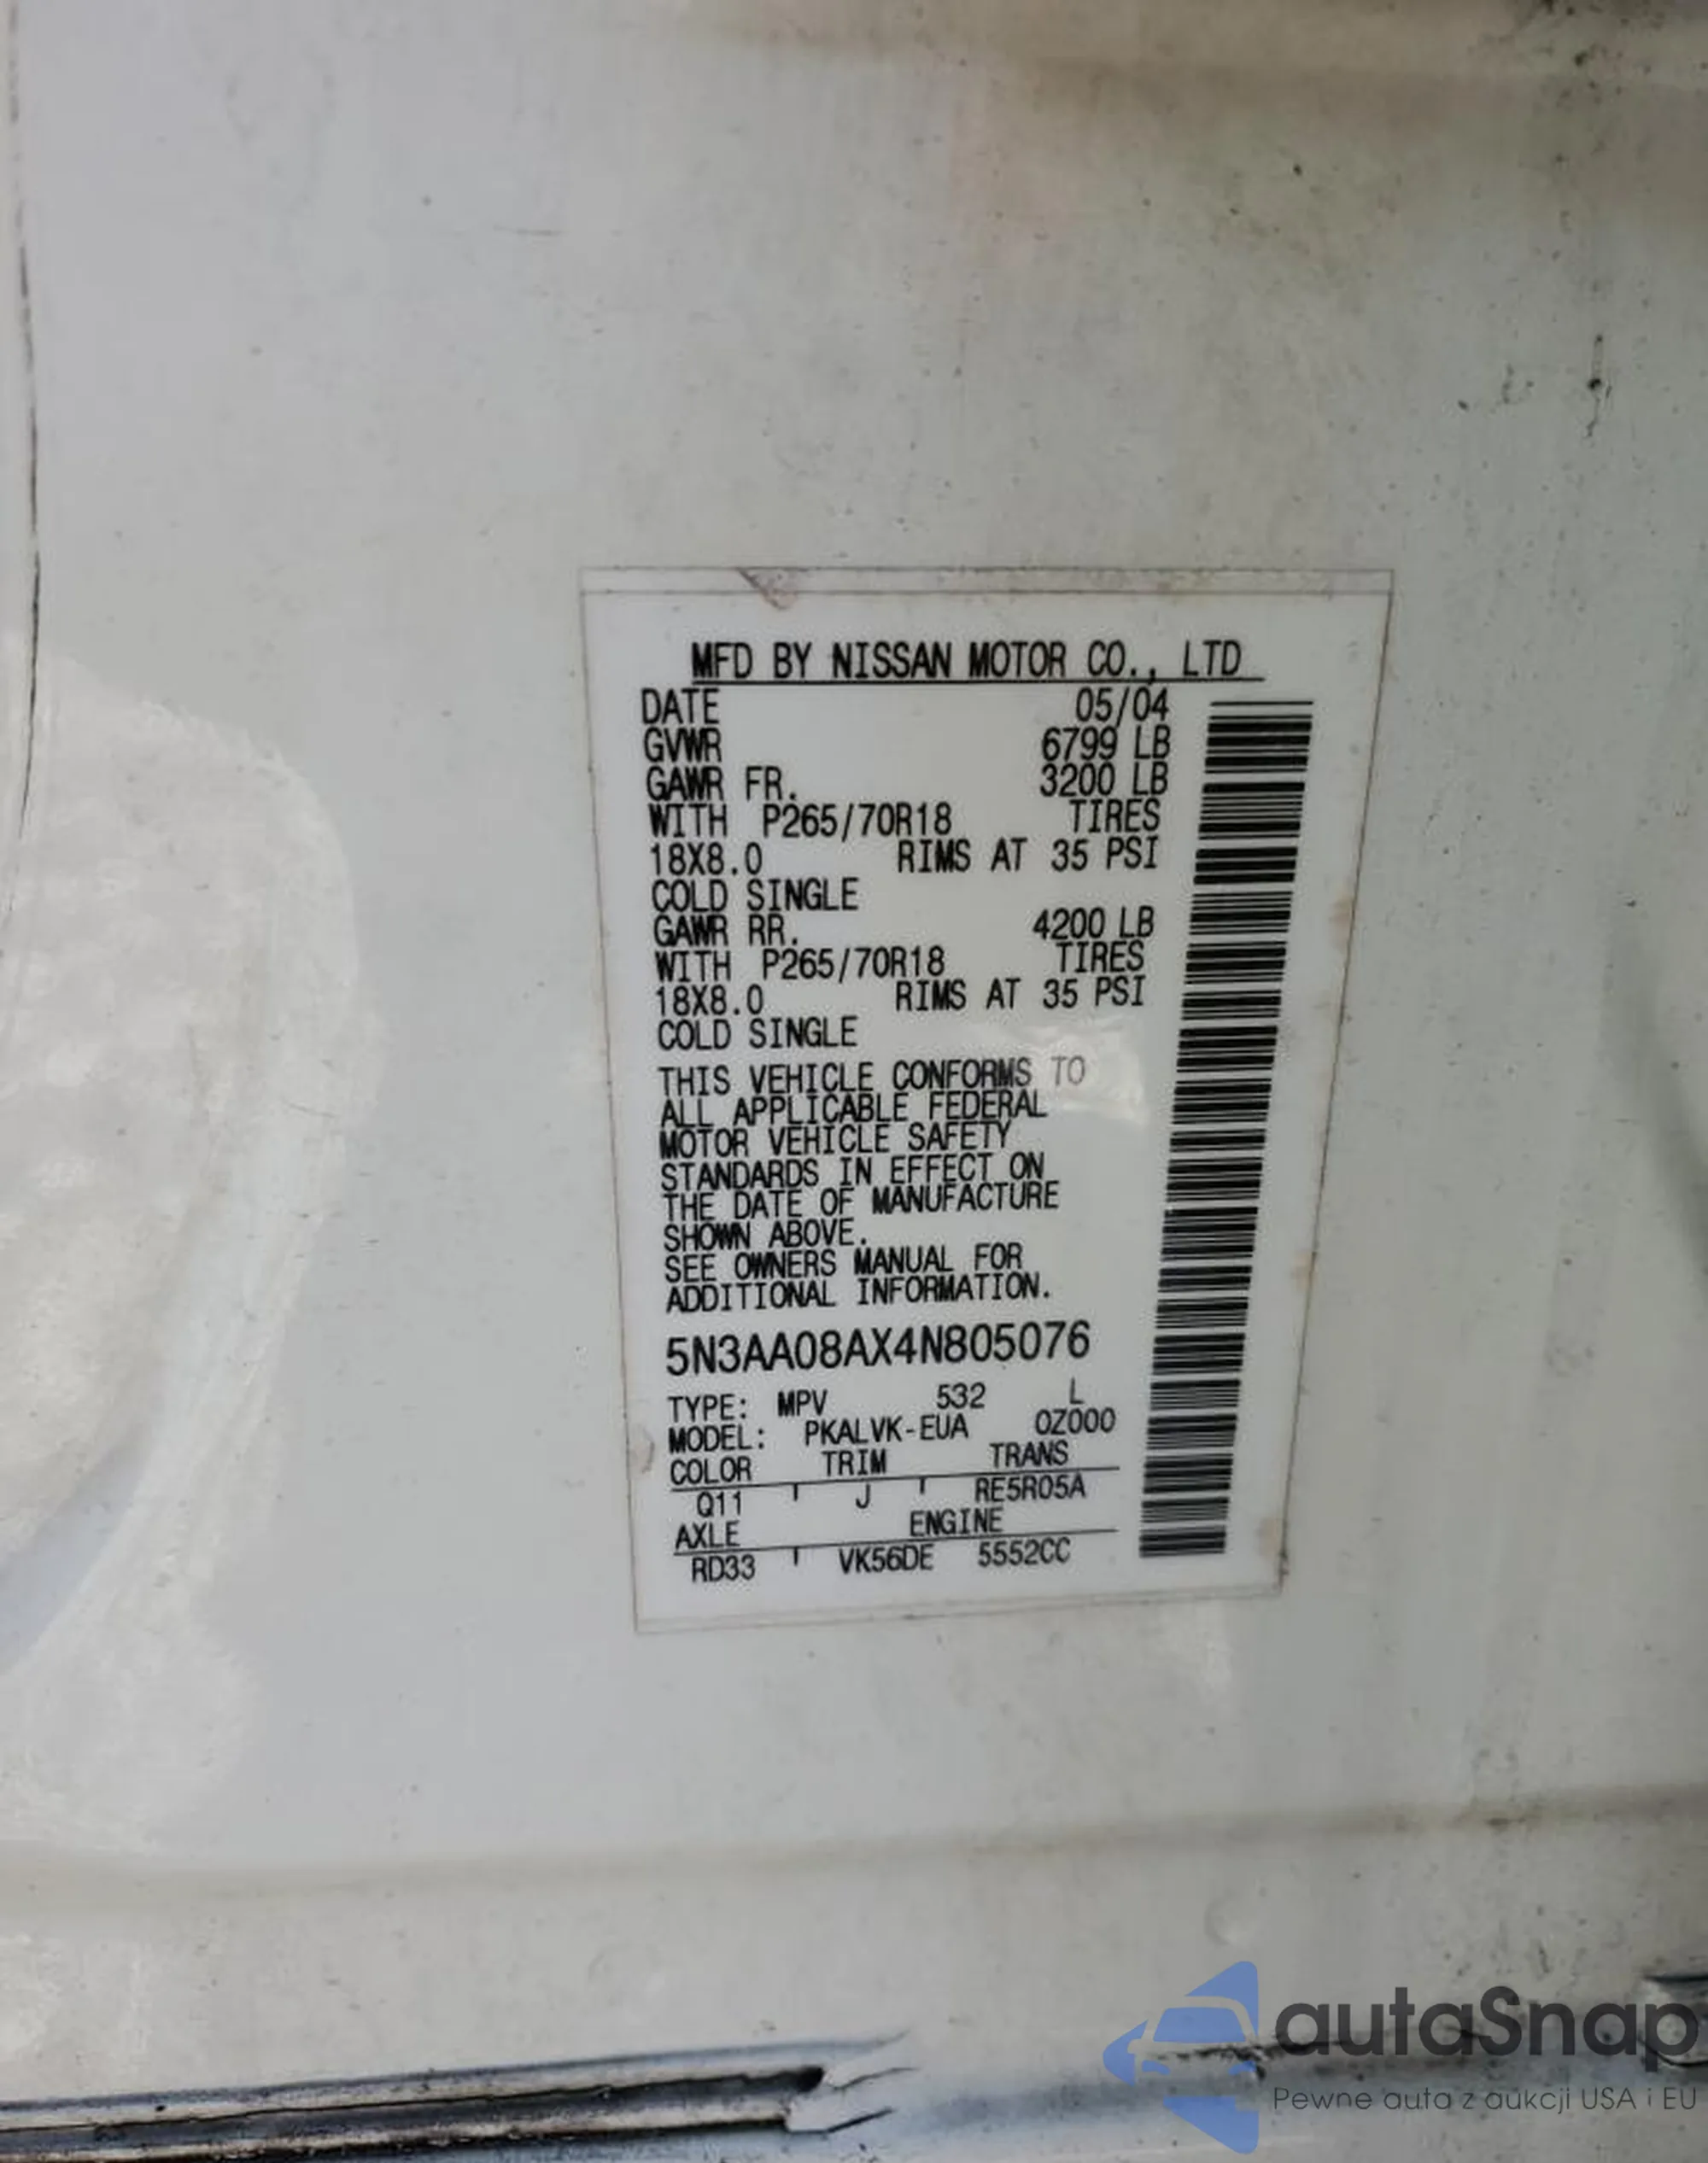 MFD BY NISSAN MOTOR CO., LTD
DATE 05/04
GVWR 6799 LB
GAWR FR. 3200 LB
WITH P265/70R18 TIRES
18X8.0 RIMS AT 35 PSI
COLD SINGLE
GAWR RR. 4200 LB
WITH P265/70R18 TIRES
18X8.0 RIMS AT 35 PSI
COLD SINGLE
THIS VEHICLE CONFORMS TO
ALL APPLICABLE FEDERAL
MOTOR VEHICLE SAFETY
STANDARDS IN EFFECT ON
THE DATE OF MANUFACTURE
SHOWN ABOVE.
SEE OWNERS MANUAL FOR
ADDITIONAL INFORMATION.
5N3AA08AX4N805076
TYPE: MPV 532 L
MODEL: PKALVK-EUA 0Z000
COLOR TRIM TRANS
Q11 J RE5R05A
AXLE ENGINE
RD33 VK56DE 5552CC
autaSnap
Pewne auta z aukcji USA i EU